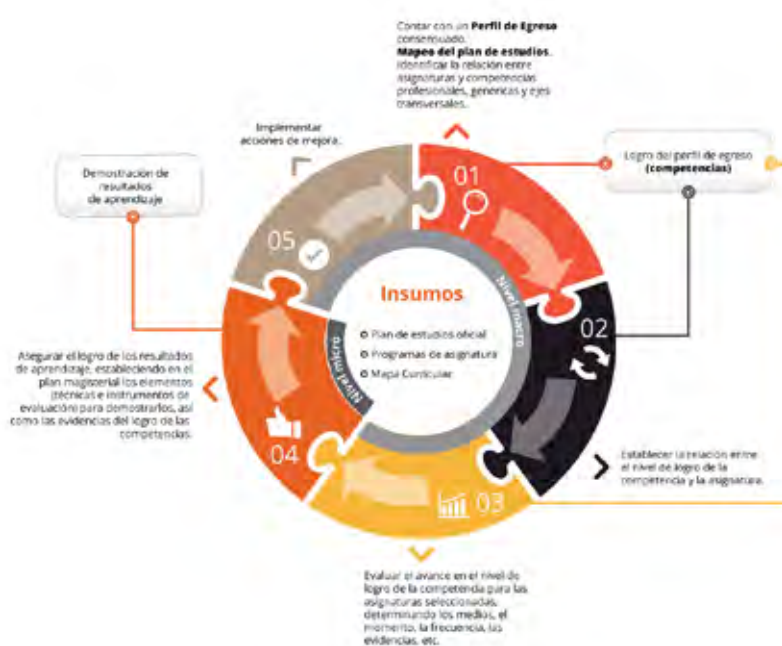 Contar con un Perfil de Egreso
consensuado.
Mapeo del plan de estudios.
Identificar la relación entre
asignaturas y competencias
profesionales, genéricas y ejes
transversales.
Implementar
acciones de mejora.
Demostración de
resultados
de aprendizaje
Logro del perfil de egreso
(competencias)
01
05
02
Insumos
Plan de estudios oficial
Programas de asignatura
Mapa Curricular
Nivel macro
Nivel micro
Asegurar el logro de los resultados
de aprendizaje, estableciendo en el
plan magisterial los elementos
(técnicas e instrumentos de
evaluación) para demostrarlos, así
como las evidencias del logro de las
competencias.
04
03
Establecer la relación entre
el nivel de logro de la
competencia y la asignatura.
Evaluar el avance en el nivel de
logro de la competencia para las
asignaturas seleccionadas,
determinando los medios, el
momento, la frecuencia, las
evidencias, etc.